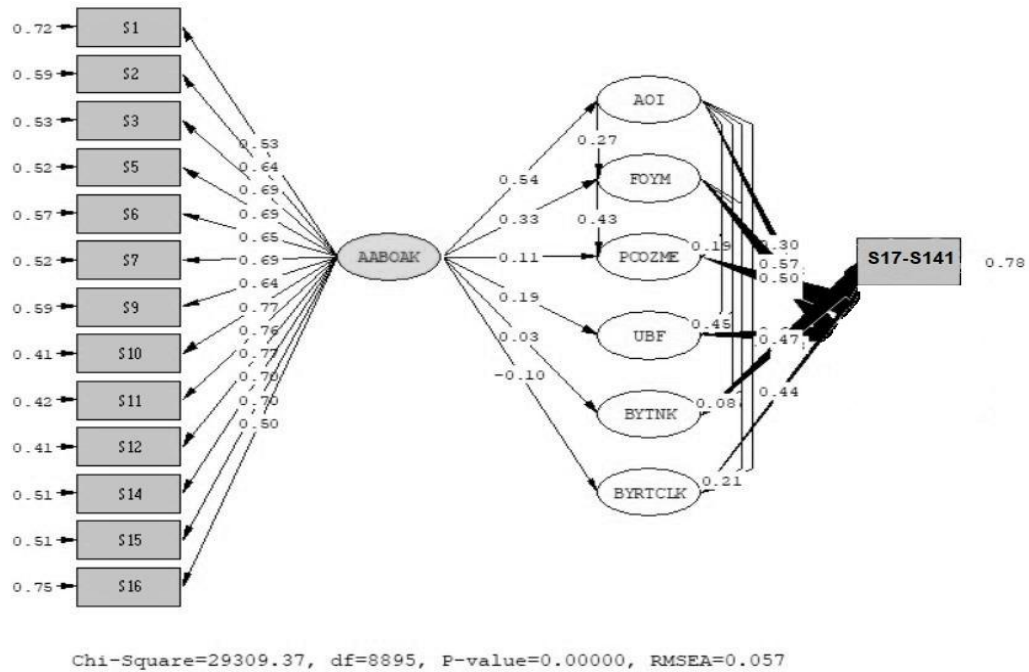 0.72 S1
0.59 S2
0.53 S3
0.52 S5
0.57 S6
0.52 S7
0.59 S9
0.41 S10
0.42 S11
0.41 S12
0.51 S14
0.51 S15
0.75 S16
0.53
0.64
0.69
0.69
0.65
0.69
0.64
0.77
0.76
0.77
0.70
0.70
0.50
AABOAK
0.54
0.33
0.11
0.19
0.03
-0.10
AOI
0.27
FOYM
0.43
PCOZME
UBF
BYTNK
BYRTCLK
0.19
0.45
0.08
0.21
0.30
0.57
0.50
0.47
0.44
S17-S141 0.78
Chi-Square=29309.37, df=8895, P-value=0.00000, RMSEA=0.057